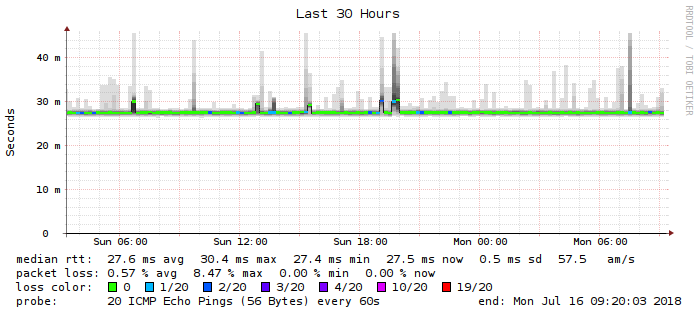 Last 30 Hours
RRDTOOL / TOBI OETIKER
Seconds
40 m
30 m
20 m
10 m
0
Sun 06:00 Sun 12:00 Sun 18:00 Mon 00:00 Mon 06:00
median rtt: 27.6 ms avg 30.4 ms max 27.4 ms min 27.5 ms now 0.5 ms sd 57.5 am/s
packet loss: 0.57 % avg 8.47 % max 0.00 % min 0.00 % now
loss color: 0 1/20 2/20 3/20 4/20 10/20 19/20
probe: 20 ICMP Echo Pings (56 Bytes) every 60s end: Mon Jul 16 09:20:03 2018